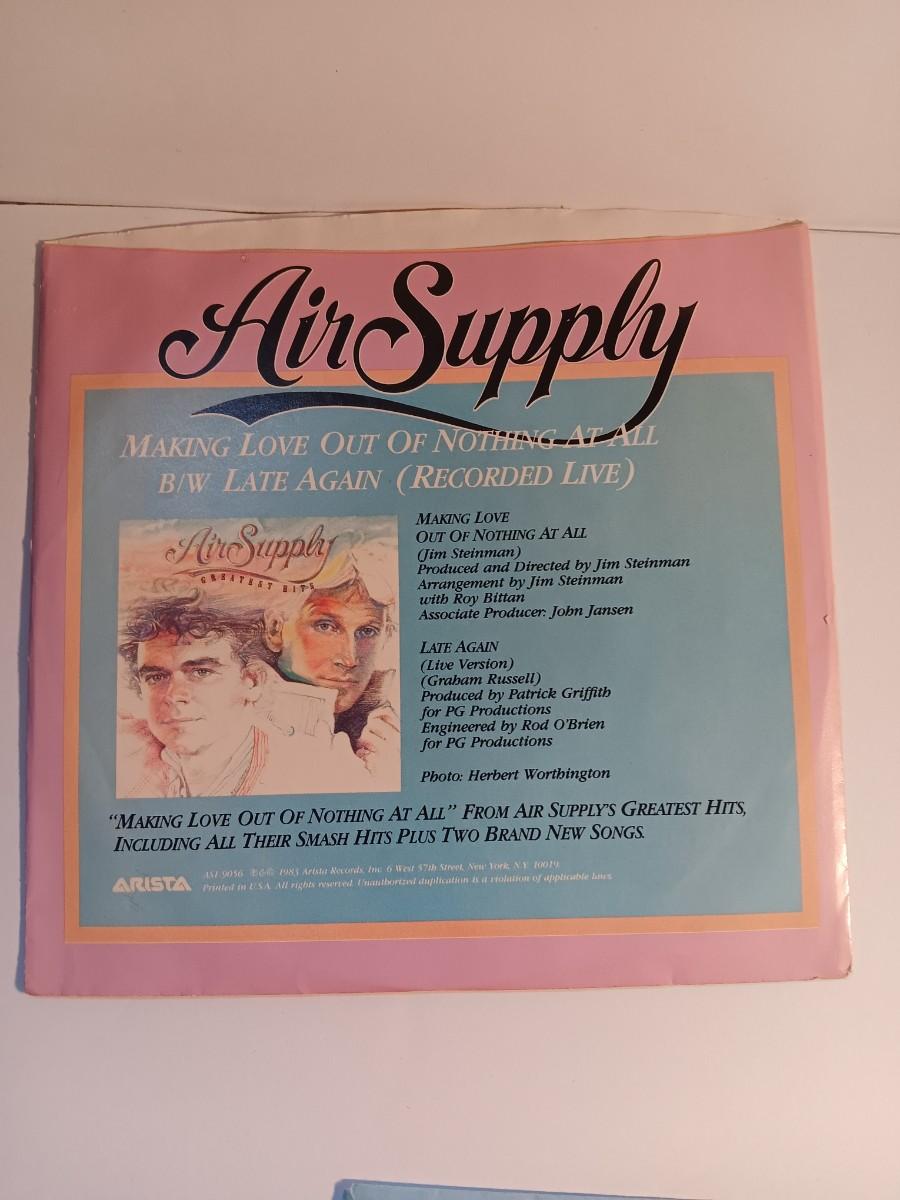 Air Supply
MAKING LOVE OUT OF NOTHING AT ALL
B/W LATE AGAIN (RECORDED LIVE)
Air Supply
GREATEST HITS
MAKING LOVE
OUT OF NOTHING AT ALL
(Jim Steinman)
Produced and Directed by Jim Steinman
Arrangement by Jim Steinman
with Roy Bittan
Associate Producer: John Jansen
LATE AGAIN
(Live Version)
(Graham Russell)
Produced by Patrick Griffith
for PG Productions
Engineered by Rod O'Brien
for PG Productions
Photo: Herbert Worthington
“MAKING LOVE OUT OF NOTHING AT ALL” FROM AIR SUPPLY'S GREATEST HITS,
INCLUDING ALL THEIR SMASH HITS PLUS TWO BRAND NEW SONGS.
ARISTA
AS1-9056 ℗&© 1983 Arista Records, Inc. 6 West 57th Street, New York, N.Y. 10019.
Printed in U.S.A. All rights reserved. Unauthorized duplication is a violation of applicable laws.